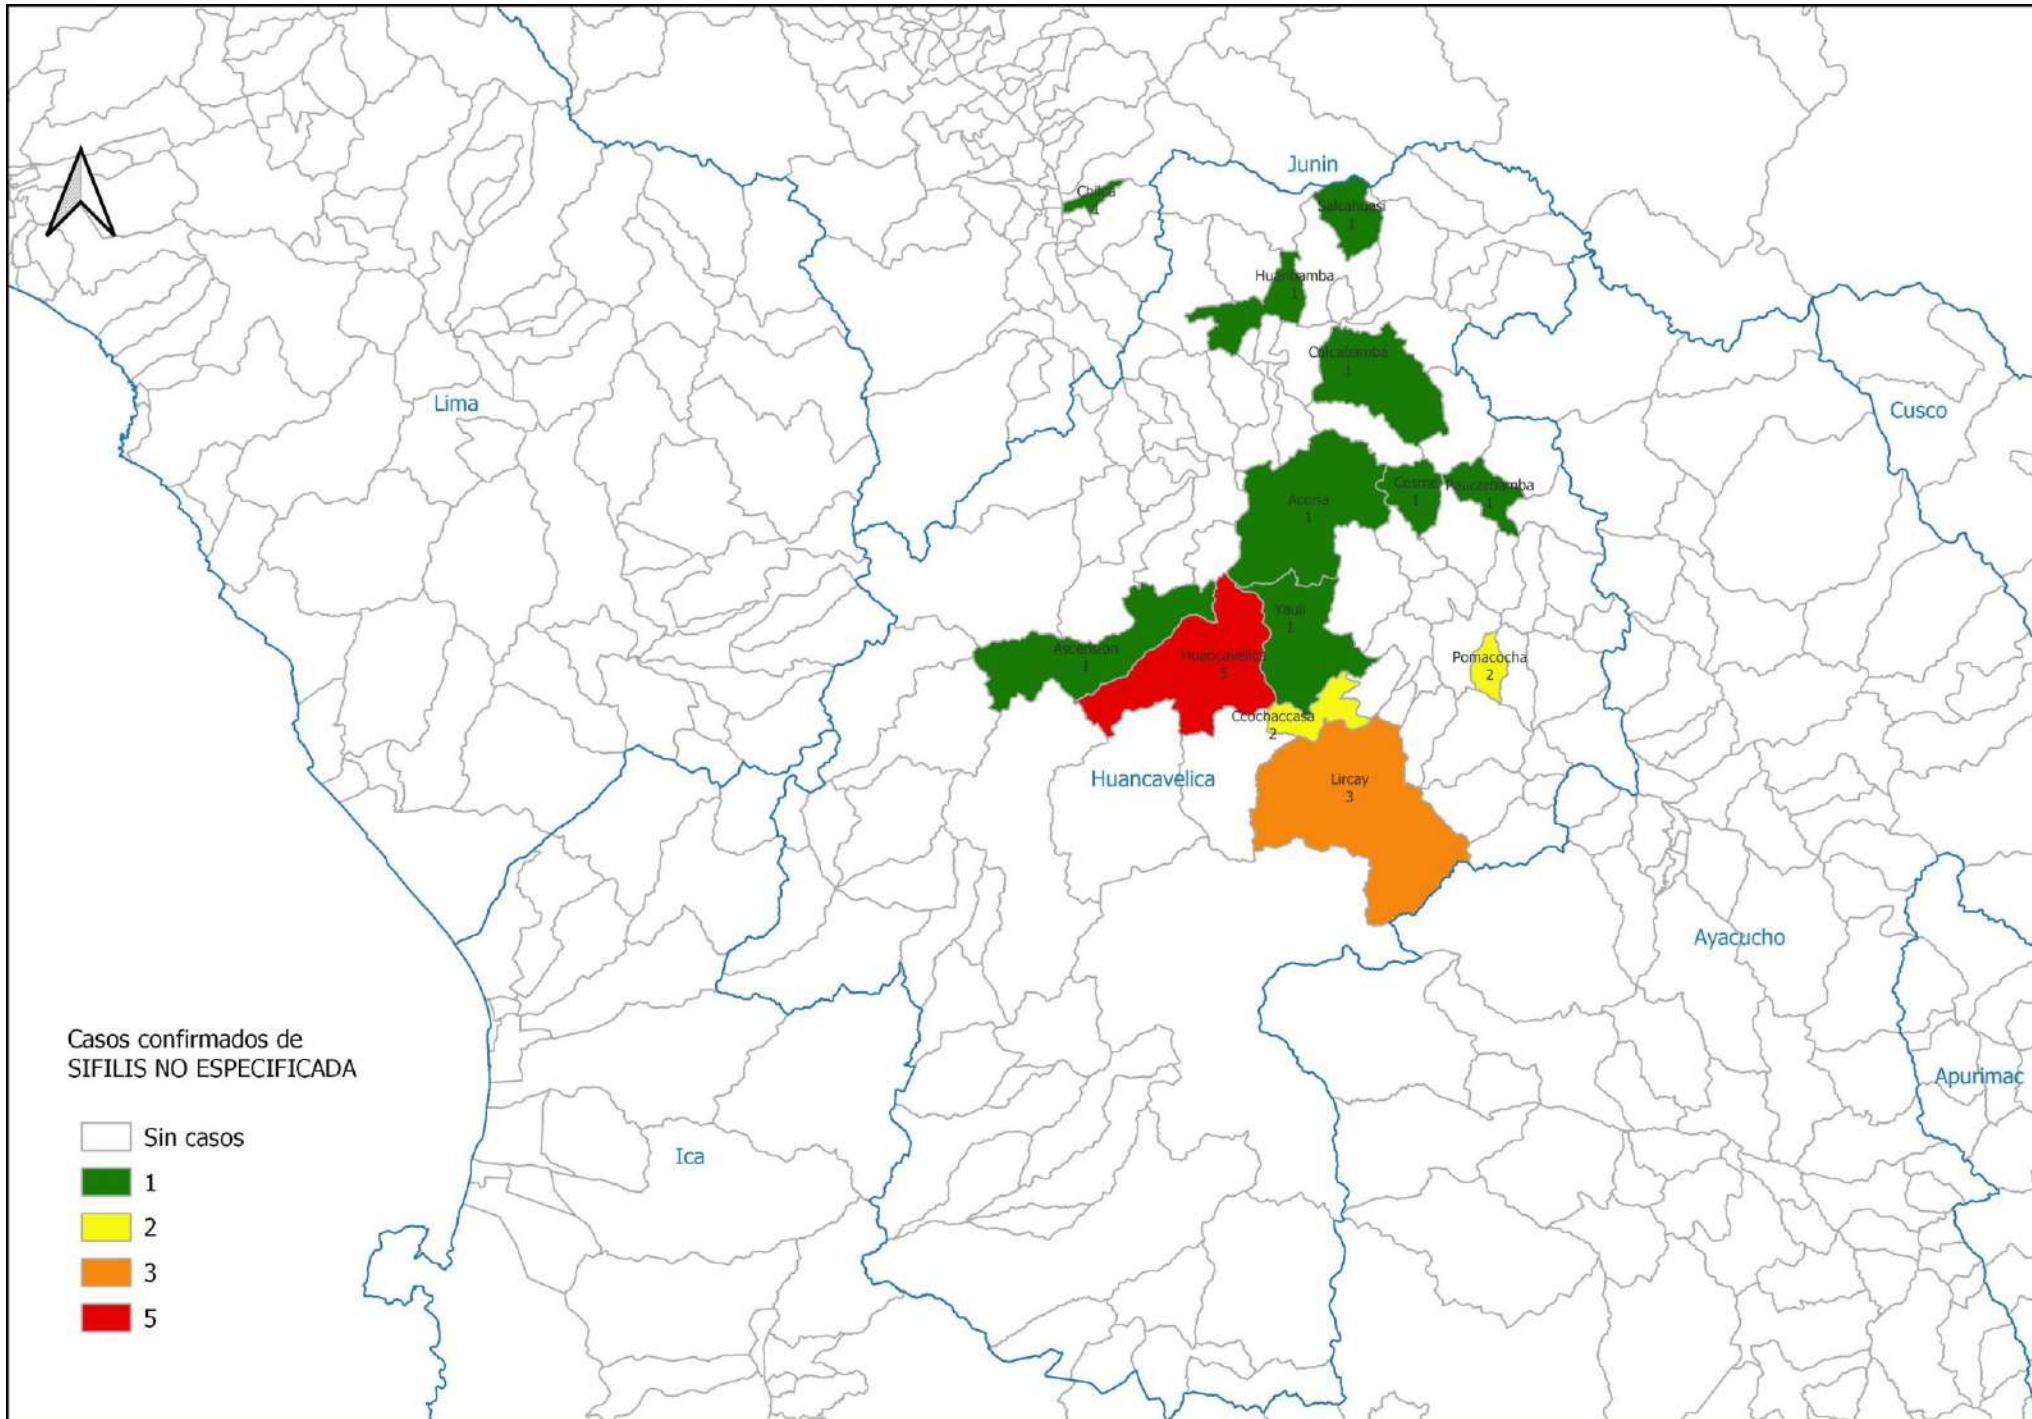 Junin
Chilca
1
Salcahuasi
1
Huaribamba
1
Colcabamba
1
Lima
Cusco
Acoria
1
Cosme
1
Paucarbamba
1
Yauli
1
Ascension
1
Huancavelica
5
Pomacocha
2
Ccochaccasa
2
Huancavelica
Lircay
3
Ayacucho
Apurimac
Ica
Casos confirmados de
SIFILIS NO ESPECIFICADA
Sin casos
1
2
3
5